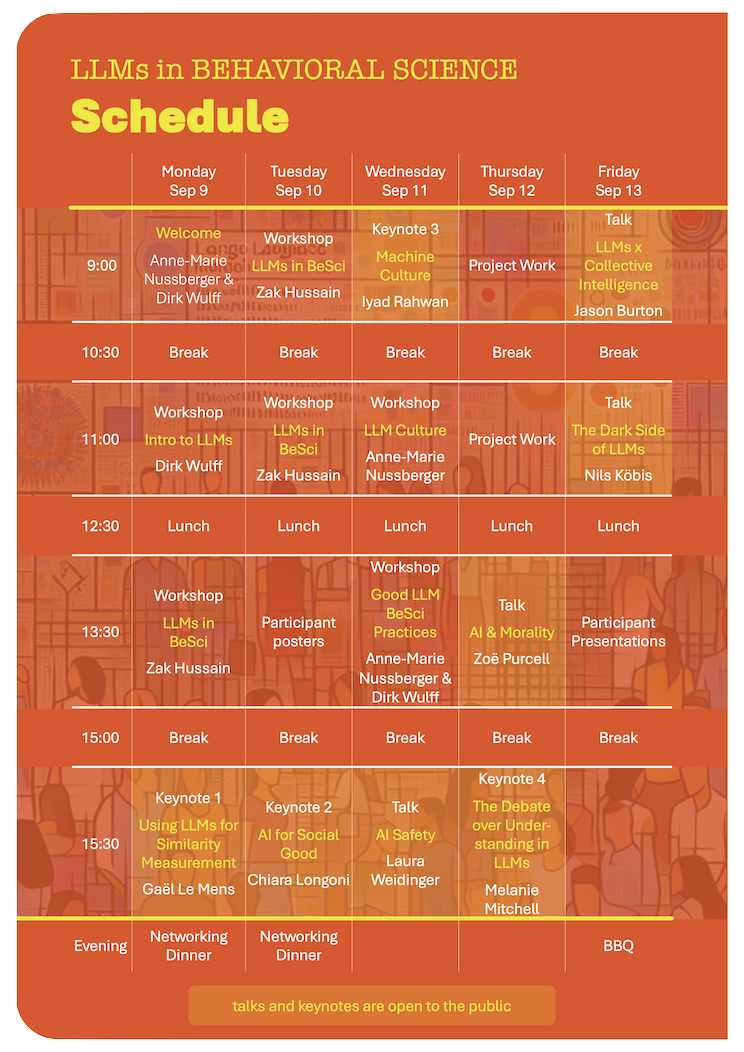 LLMs in BEHAVIORAL SCIENCE
Schedule
Monday
Sep 9
Tuesday
Sep 10
Wednesday
Sep 11
Thursday
Sep 12
Friday
Sep 13
9:00
Welcome
Anne-Marie
Nussberger &
Dirk Wulff
Workshop
LLMs in BeSci
Zak Hussain
Keynote 3
Machine
Culture
Iyad Rahwan
Project Work
Talk
LLMs x
Collective
Intelligence
Jason Burton
10:30
Break
Break
Break
Break
Break
11:00
Workshop
Intro to LLMs
Dirk Wulff
Workshop
LLMs in
BeSci
Zak Hussain
Workshop
LLM Culture
Anne-Marie
Nussberger
Project Work
Talk
The Dark Side
of LLMs
Nils Köbis
12:30
Lunch
Lunch
Lunch
Lunch
Lunch
13:30
Workshop
LLMs in
BeSci
Zak Hussain
Participant
posters
Workshop
Good LLM
BeSci
Practices
Anne-Marie
Nussberger &
Dirk Wulff
Talk
AI & Morality
Zoë Purcell
Participant
Presentations
15:00
Break
Break
Break
Break
Break
15:30
Keynote 1
Using LLMs for
Similarity
Measurement
Gaël Le Mens
Keynote 2
AI for Social
Good
Chiara Longoni
Talk
AI Safety
Laura
Weidinger
Keynote 4
The Debate
over Under-
standing in
LLMs
Melanie
Mitchell
Evening
Networking
Dinner
Networking
Dinner
BBQ
talks and keynotes are open to the public